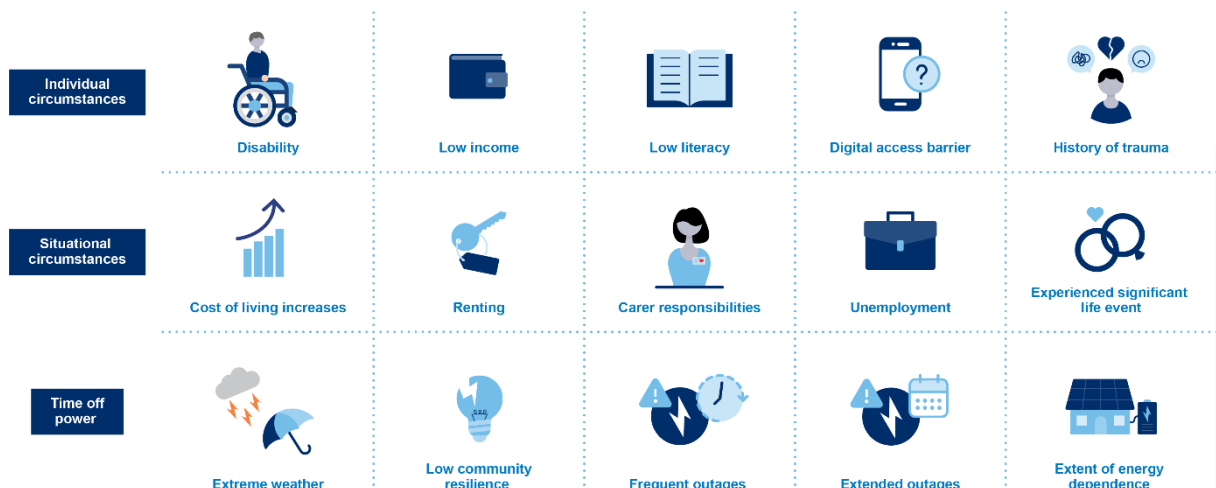 Individual
circumstances
Disability
Low income
Low literacy
Digital access barrier
History of trauma
Situational
circumstances
Cost of living increases
Renting
Carer responsibilities
Unemployment
Experienced significant
life event
Time off
power
Extreme weather
Low community
resilience
Frequent outages
Extended outages
Extent of energy
dependence